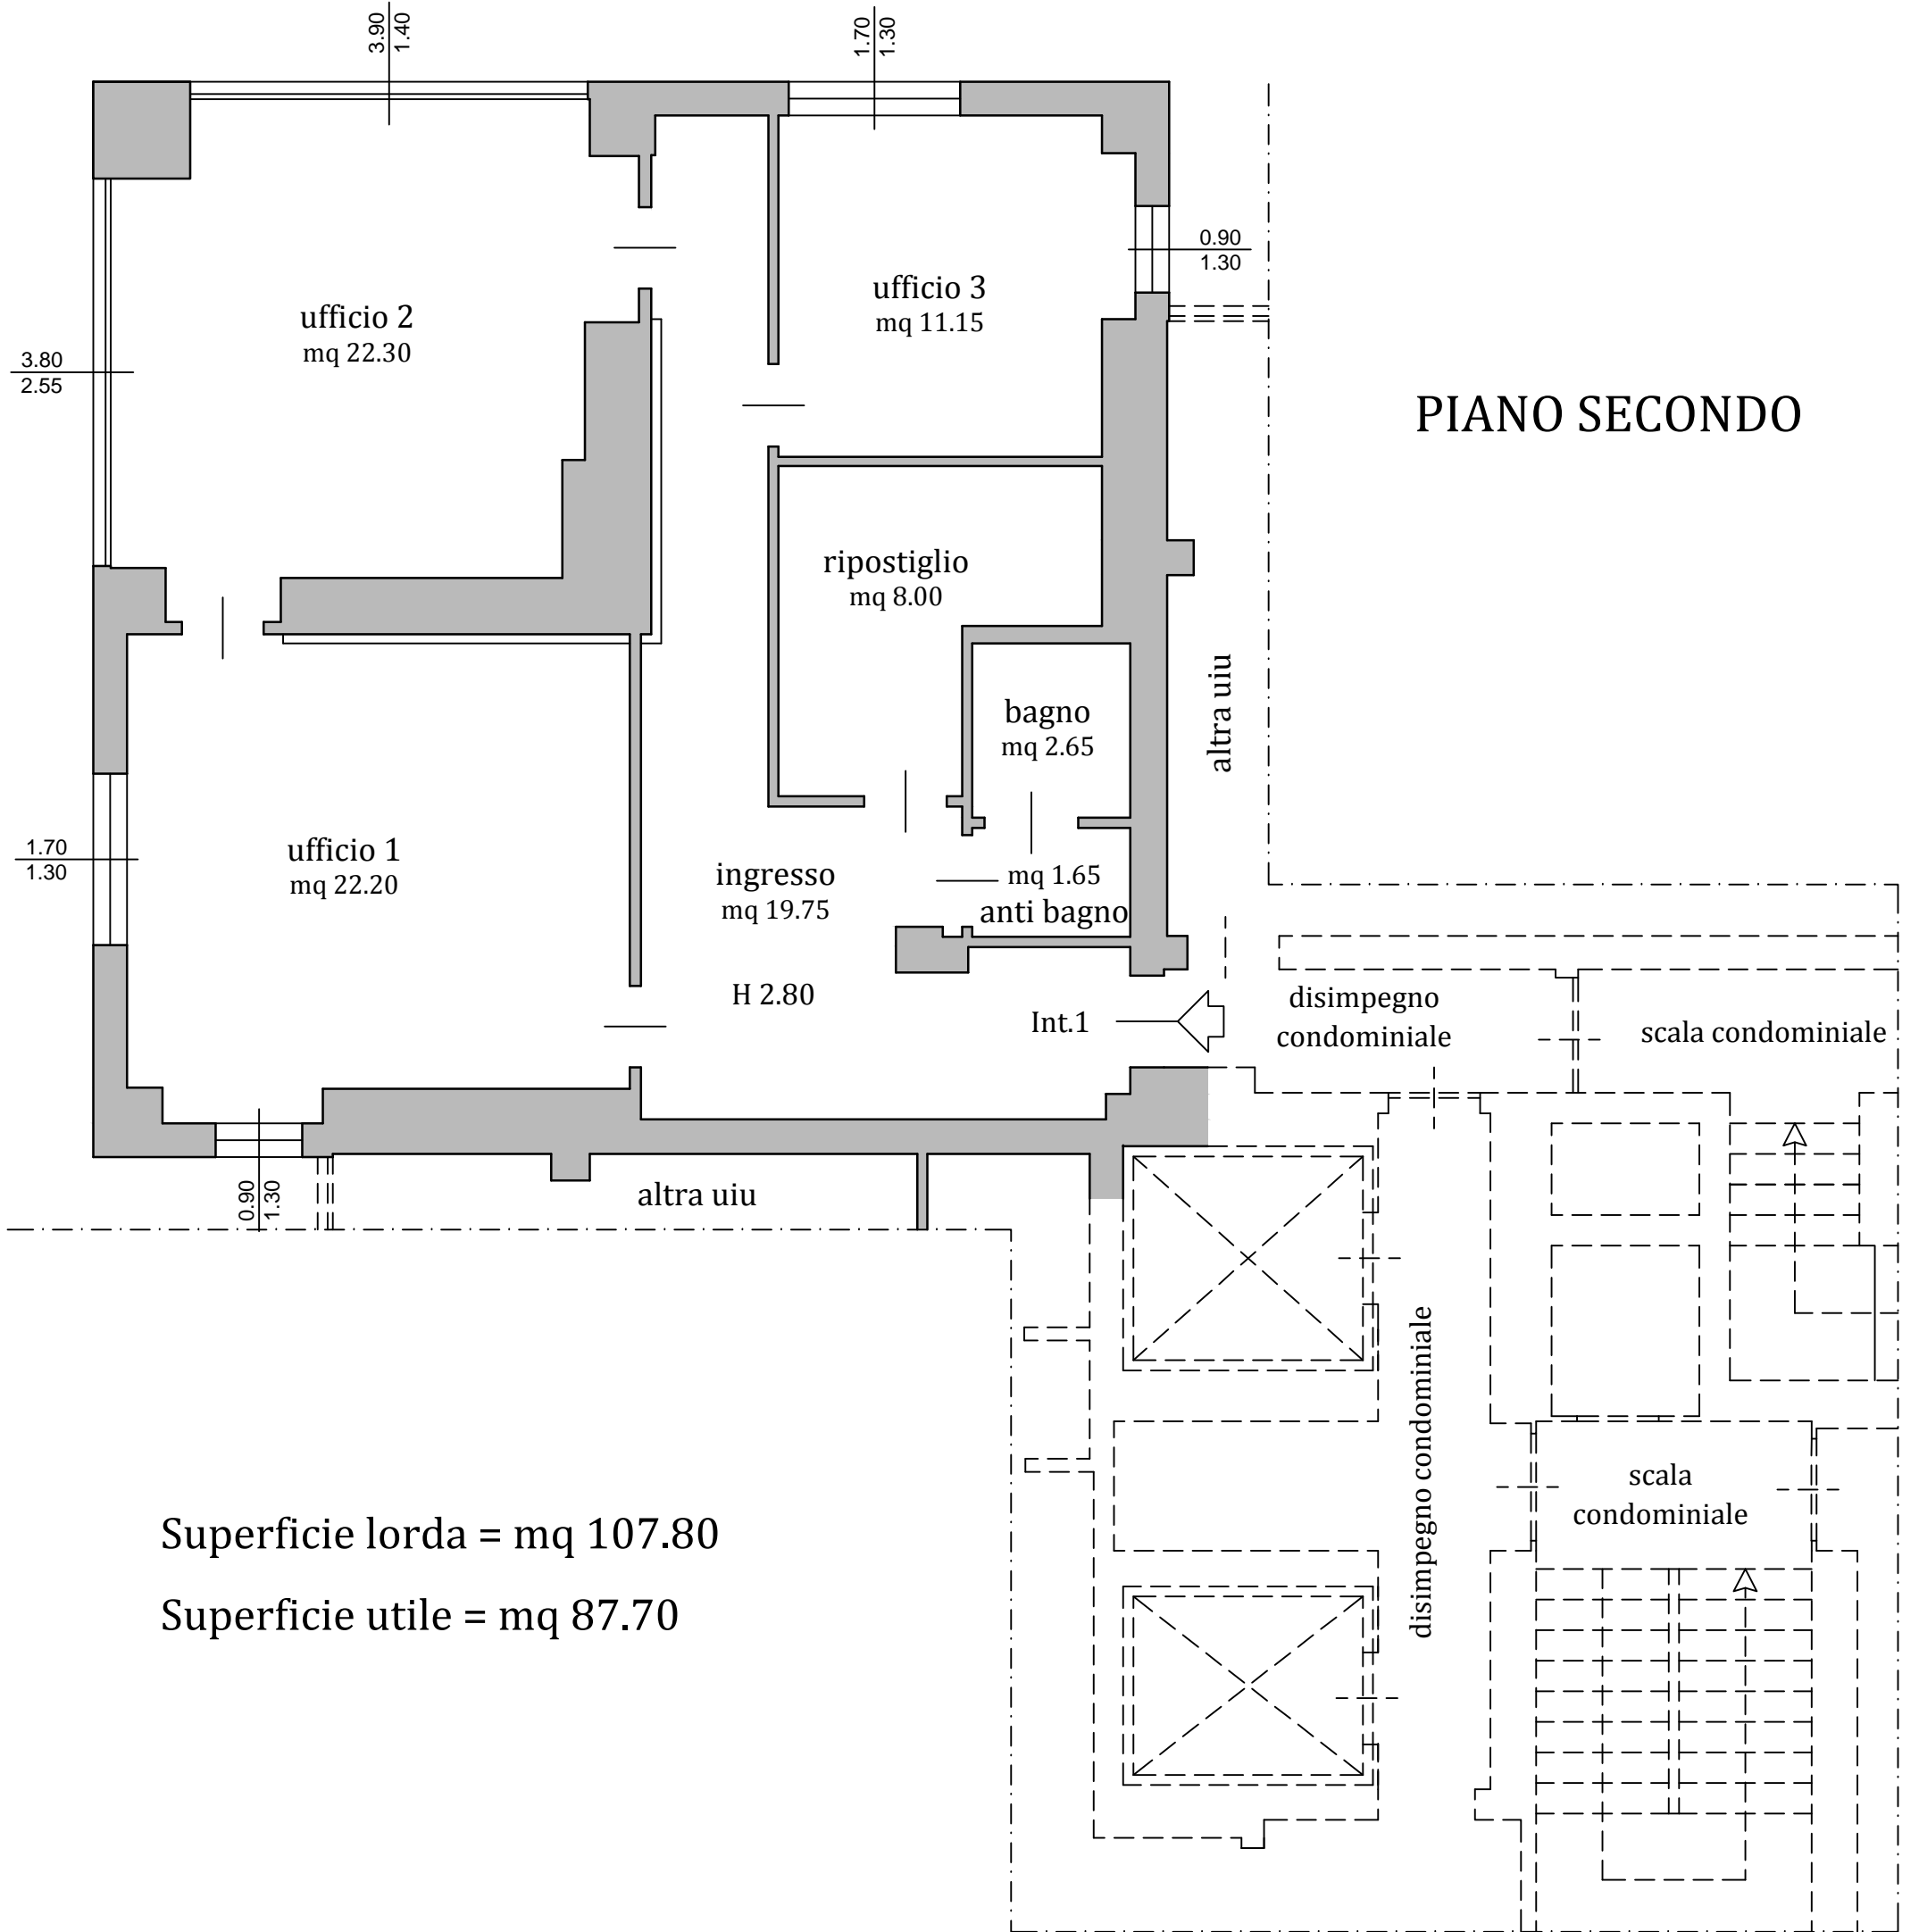 3.90
1.40
1.70
1.30
0.90
1.30
ufficio 3
mq 11.15
ufficio 2
mq 22.30
3.80
2.55
PIANO SECONDO
ripostiglio
mq 8.00
altra uiu
bagno
mq 2.65
1.70
1.30
ufficio 1
mq 22.20
ingresso
mq 19.75
mq 1.65
anti bagno
H 2.80
Int.1
disimpegno
condominiale
scala condominiale
0.90
1.30
altra uiu
disimpegno condominiale
scala
condominiale
Superficie lorda = mq 107.80
Superficie utile = mq 87.70